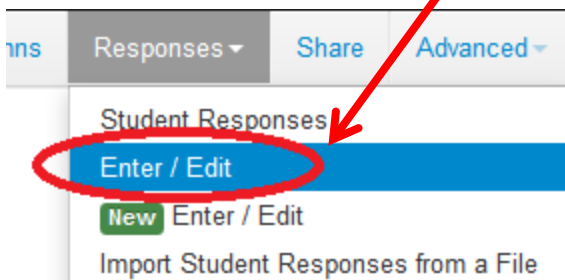 Responses Share Advanced
Student Responses
Enter / Edit
New Enter / Edit
Import Student Responses from a File